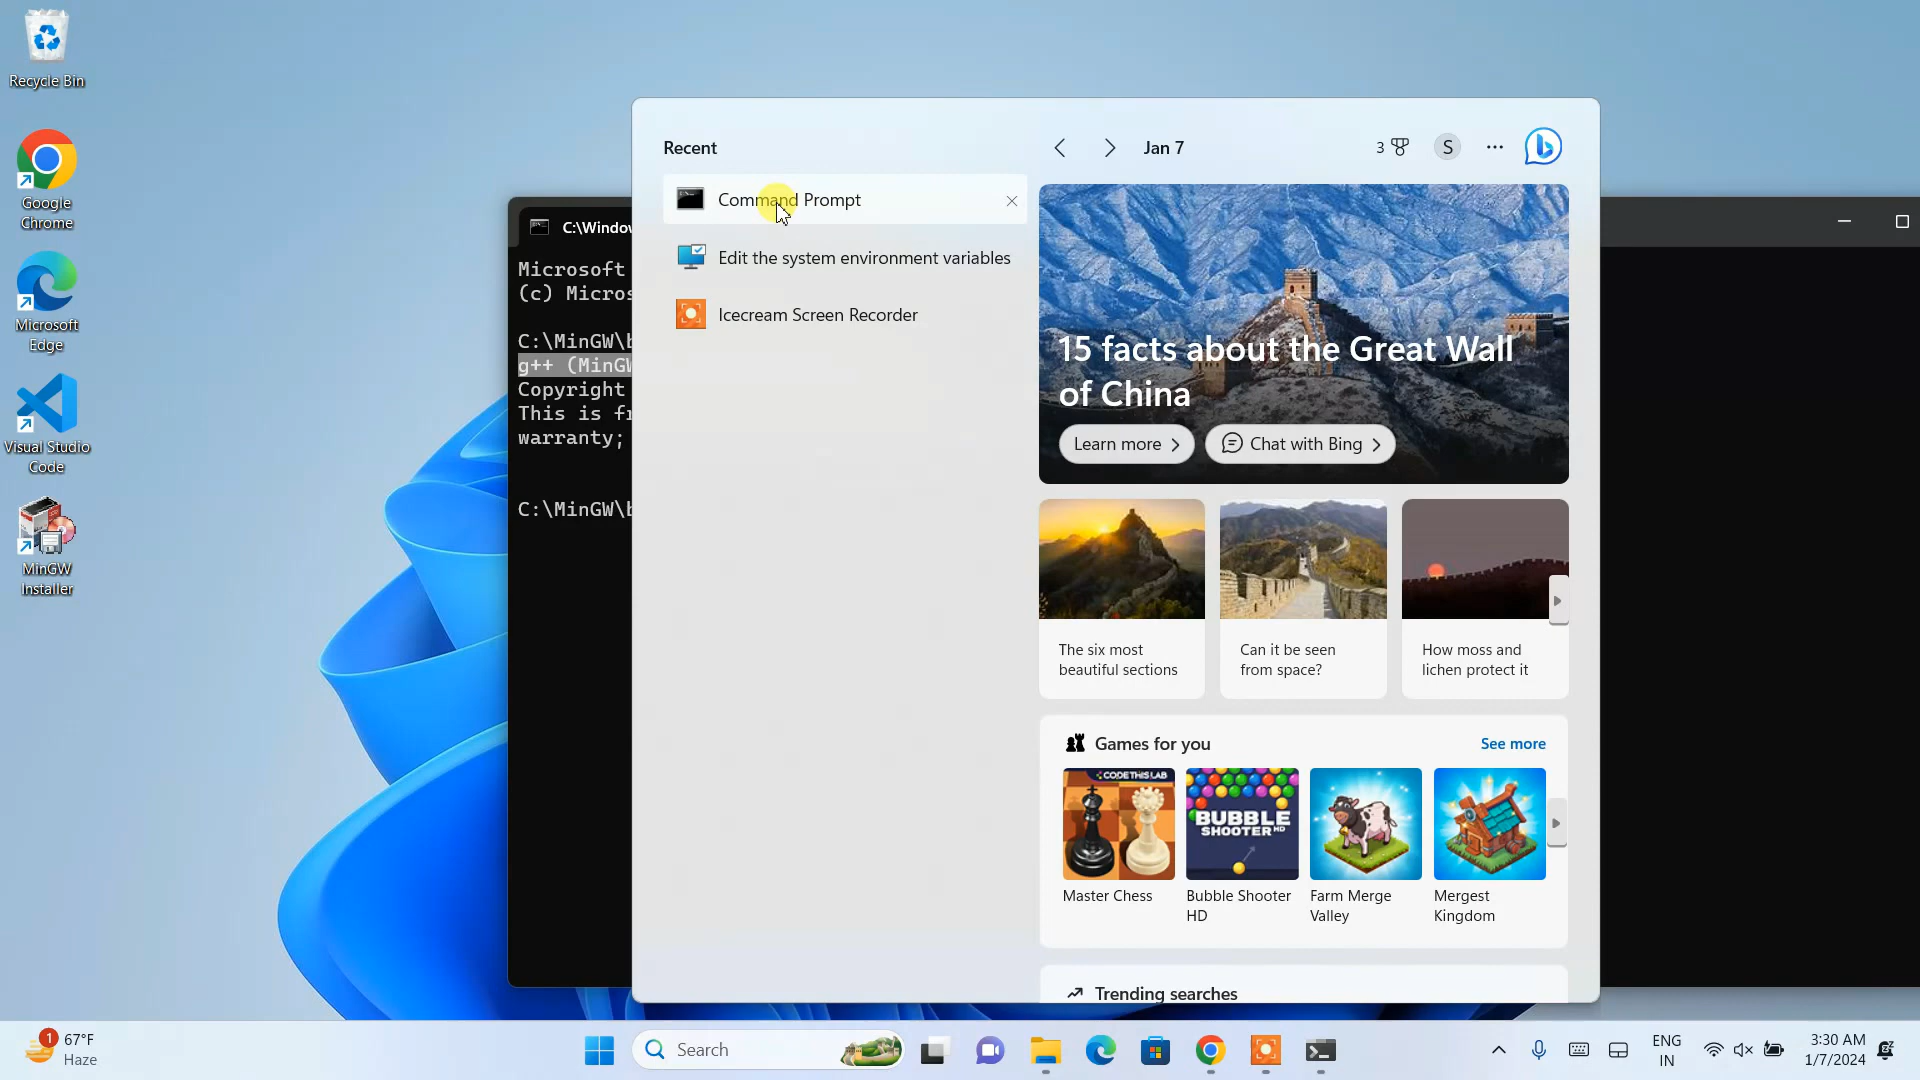 Recycle Bin
Google
Chrome
Microsoft
Edge
Visual Studio
Code
MinGW
Installer
C:\Windo
Microsoft
(c) Micros
C:\MinGW\b
g++ (MinGW
Copyright
This is fr
warranty;
C:\MinGW\b
Recent
Command Prompt
Edit the system environment variables
Icecream Screen Recorder
Jan 7
3
S
15 facts about the Great Wall
of China
Learn more
Chat with Bing
The six most
beautiful sections
Can it be seen
from space?
How moss and
lichen protect it
Games for you
See more
CODETHISLAB
BUBBLE
SHOOTER HD
Master Chess
Bubble Shooter
HD
Farm Merge
Valley
Mergest
Kingdom
Trending searches
1
67°F
Haze
Search
ENG
IN
3:30 AM
1/7/2024